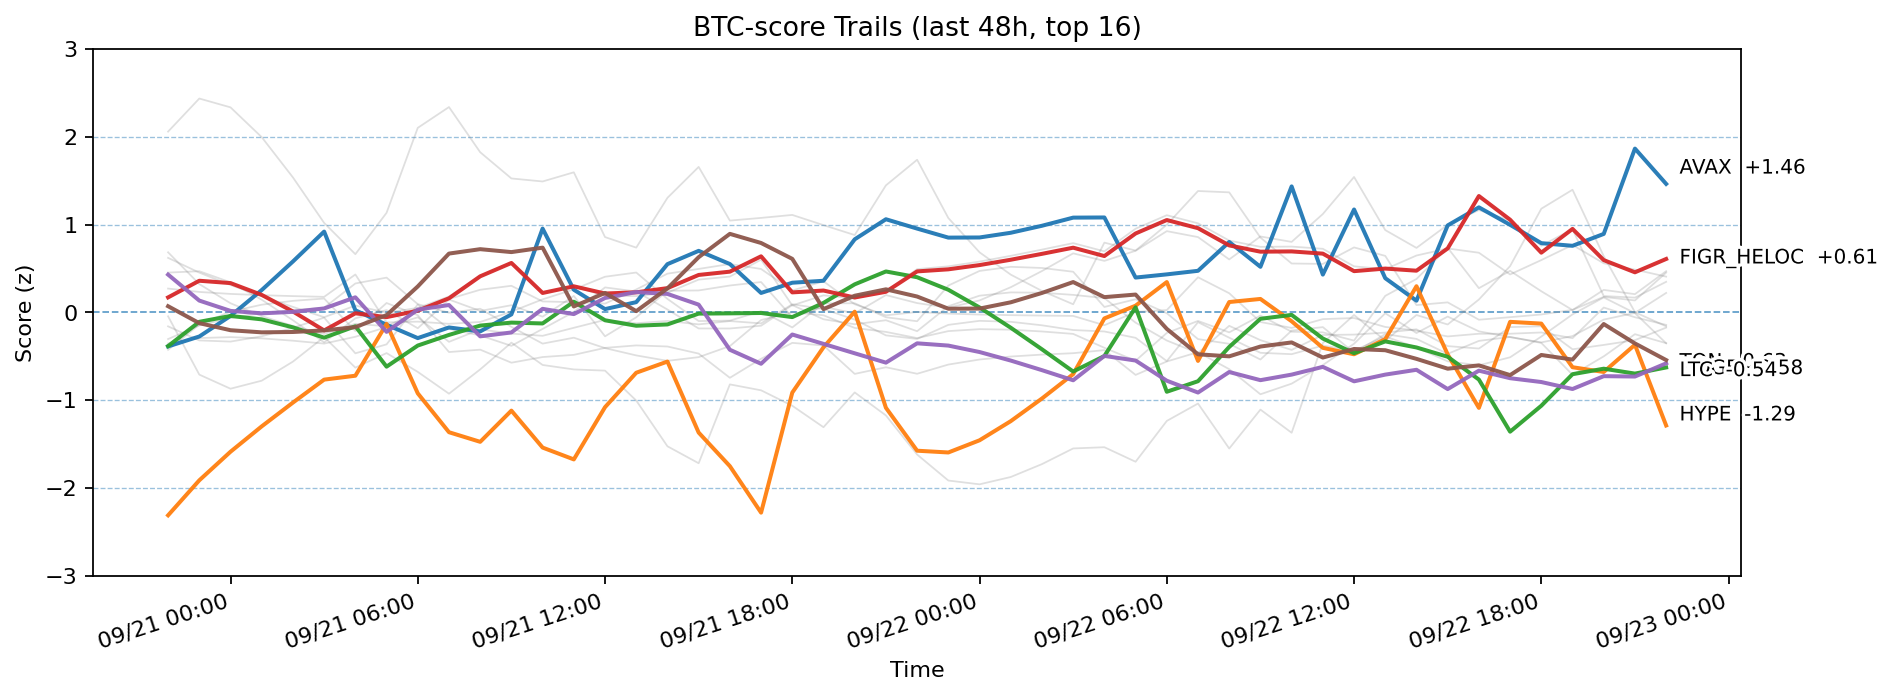 BTC-score Trails (last 48h, top 16)
3
2
1
0
−1
−2
−3
Score (z)
AVAX +1.46
FIGR_HELOC +0.61
LTC -0.54
HYPE -1.29
09/21 00:00
09/21 06:00
09/21 12:00
09/21 18:00
09/22 00:00
09/22 06:00
09/22 12:00
09/22 18:00
09/23 00:00
Time